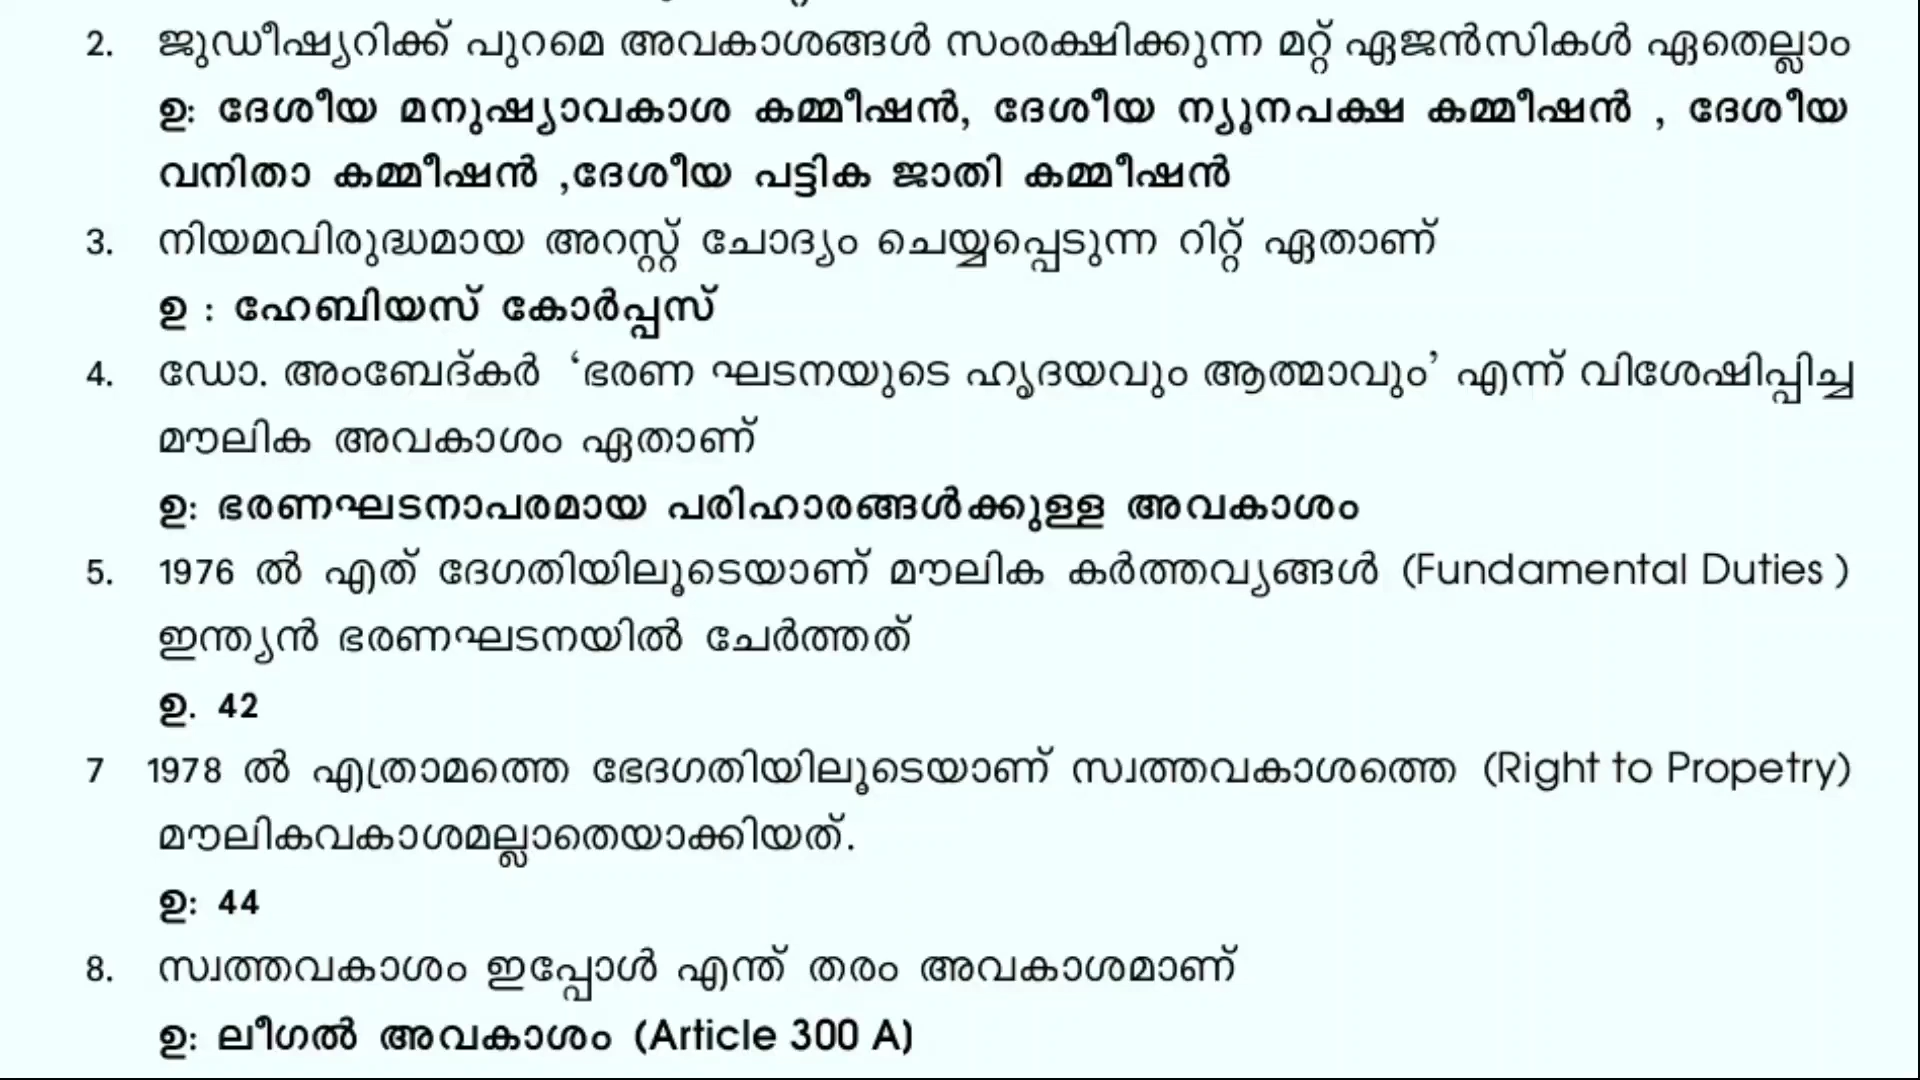 2. ജുഡീഷ്യറിക്ക് പുറമെ അവകാശങ്ങൾ സംരക്ഷിക്കുന്ന മറ്റ് ഏജൻസികൾ ഏതെല്ലാം
ഉ: ദേശീയ മനുഷ്യാവകാശ കമ്മീഷൻ, ദേശീയ ന്യൂനപക്ഷ കമ്മീഷൻ , ദേശീയ
വനിതാ കമ്മീഷൻ ,ദേശീയ പട്ടിക ജാതി കമ്മീഷൻ
3. നിയമവിരുദ്ധമായ അറസ്റ്റ് ചോദ്യം ചെയ്യപ്പെടുന്ന റിറ്റ് ഏതാണ്
ഉ : ഹേബിയസ് കോർപ്പസ്
4. ഡോ. അംബേദ്കർ ‘ഭരണ ഘടനയുടെ ഹൃദയവും ആത്മാവും’ എന്ന് വിശേഷിപ്പിച്ച
മൗലിക അവകാശം ഏതാണ്
ഉ: ഭരണഘടനാപരമായ പരിഹാരങ്ങൾക്കുള്ള അവകാശം
5. 1976 ൽ എത് ദേഗതിയിലൂടെയാണ് മൗലിക കർത്തവ്യങ്ങൾ (Fundamental Duties )
ഇന്ത്യൻ ഭരണഘടനയിൽ ചേർത്തത്
ഉ. 42
7 1978 ൽ എത്രാമത്തെ ഭേദഗതിയിലൂടെയാണ് സ്വത്തവകാശത്തെ (Right to Propetry)
മൗലികവകാശമല്ലാതെയാക്കിയത്.
ഉ: 44
8. സ്വത്തവകാശം ഇപ്പോൾ എന്ത് തരം അവകാശമാണ്
ഉ: ലീഗൽ അവകാശം (Article 300 A)